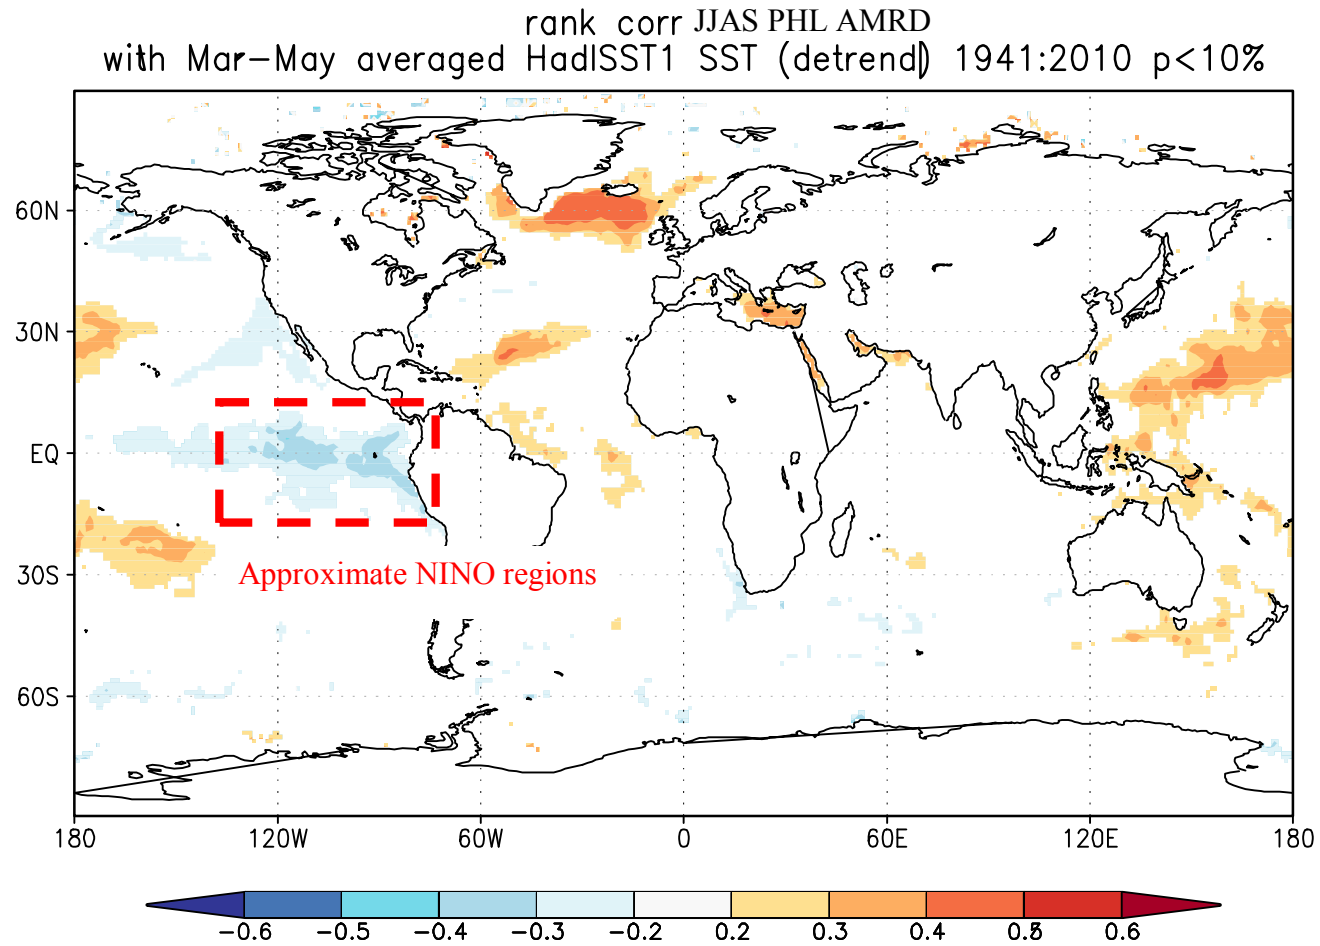 rank corr JJAS PHL AMRD
with Mar-May averaged HadISST1 SST (detrend) 1941:2010 p<10%
60N
30N
EQ
Approximate NINO regions
30S
60S
180 120W 60W 0 60E 120E 180
-0.6 -0.5 -0.4 -0.3 -0.2 0.2 0.3 0.4 0.5 0.6